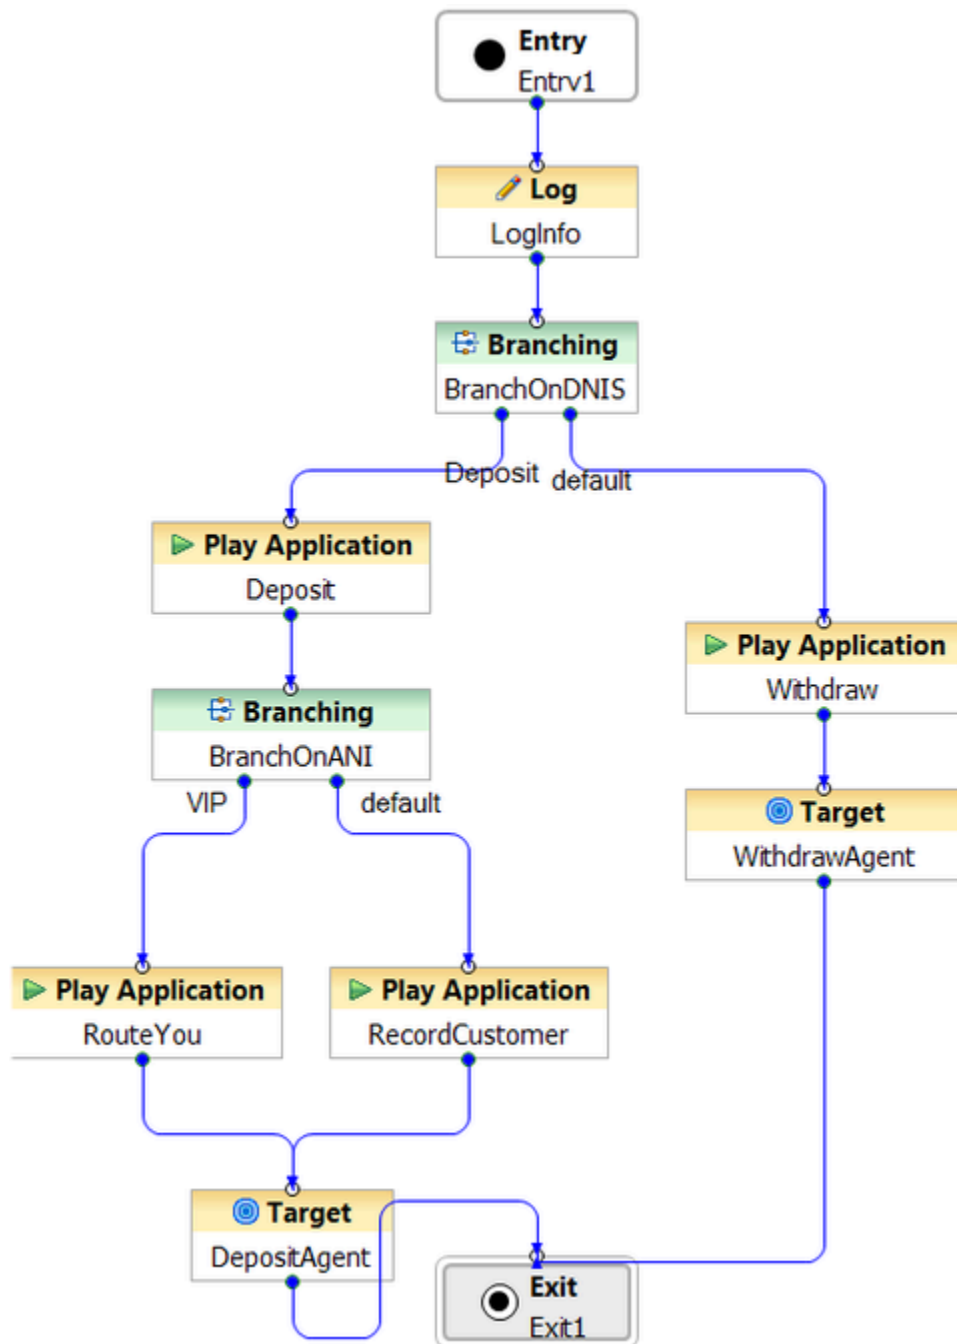 Entry
Entrv1
Log
LogInfo
Branching
BranchOnDNIS
Deposit
default
Play Application
Deposit
Play Application
Withdraw
Branching
BranchOnANI
VIP
default
Target
WithdrawAgent
Play Application
RouteYou
Play Application
RecordCustomer
Target
DepositAgent
Exit
Exit1